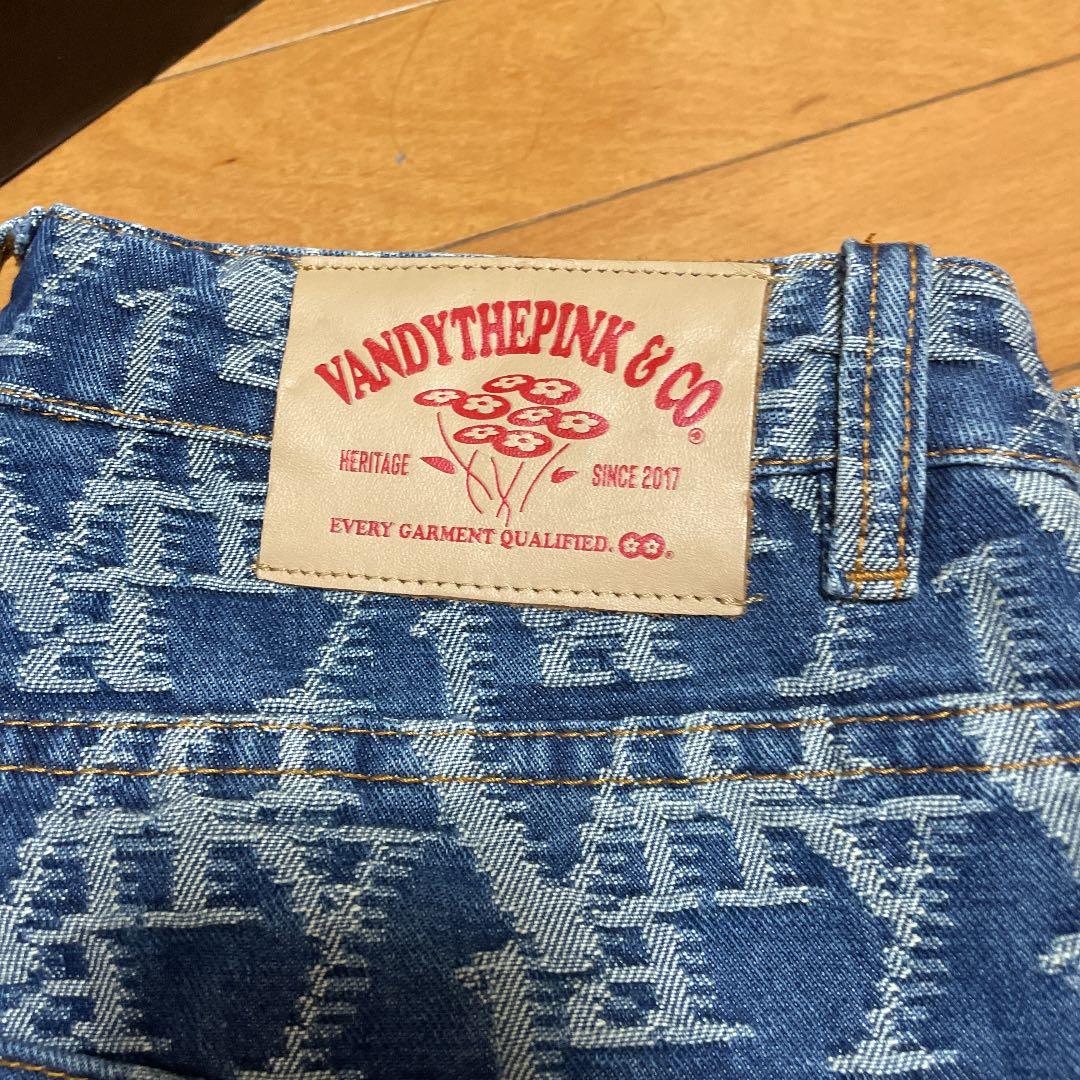 VANDYTHEPINK & CO®
HERITAGE SINCE 2017
EVERY GARMENT QUALIFIED.